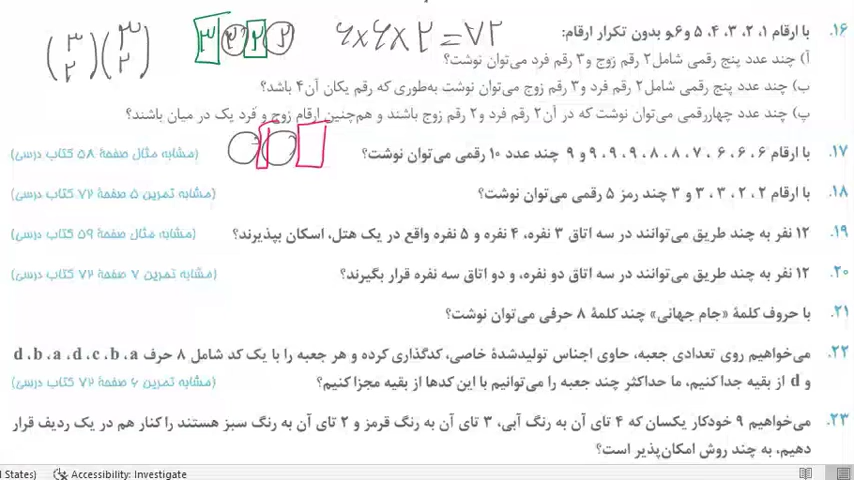 ۱۶. با ارقام ۱، ۲، ۳، ۴، ۵ و ۶ و بدون تکرار ارقام:
۶×۶×۲=۷۲
۳ ۳ ۲ ۲
(۳ ۲)(۳ ۲)
آ) چند عدد پنج رقمی شامل ۲ رقم زوج و ۳ رقم فرد می‌توان نوشت؟
ب) چند عدد پنج رقمی شامل ۲ رقم زوج و ۳ رقم فرد می‌توان نوشت به‌طوری که رقم یکان آن ۴ باشد؟
پ) چند عدد چهاررقمی می‌توان نوشت که در آن ۲ رقم فرد و ۲ رقم زوج باشند و همچنین ارقام زوج و فرد یک در میان باشند؟
۱۷. با ارقام ۶، ۶، ۶، ۷، ۸، ۸، ۹، ۹، ۹ و ۹ چند عدد ۱۰ رقمی می‌توان نوشت؟ (مشابه مثال صفحهٔ ۵۸ کتاب درسی)
۱۸. با ارقام ۲، ۲، ۲، ۳ و ۳ چند رمز ۵ رقمی می‌توان نوشت؟ (مشابه تمرین ۵ صفحهٔ ۷۲ کتاب درسی)
۱۹. ۱۲ نفر به چند طریق می‌توانند در سه اتاق ۳ نفره، ۴ نفره و ۵ نفره واقع در یک هتل، اسکان بپذیرند؟ (مشابه مثال صفحهٔ ۵۹ کتاب درسی)
۲۰. ۱۲ نفر به چند طریق می‌توانند در سه اتاق دو نفره، و دو اتاق سه نفره قرار بگیرند؟ (مشابه تمرین ۷ صفحهٔ ۷۲ کتاب درسی)
۲۱. با حروف کلمهٔ «جام جهانی» چند کلمهٔ ۸ حرفی می‌توان نوشت؟
۲۲. می‌خواهیم روی تعدادی جعبه، حاوی اجناس تولیدشدهٔ خاصی، کدگذاری کرده و هر جعبه را با یک کد شامل ۸ حرف d ،b ،a ،d ،c ،b ،a
و d از بقیه جدا کنیم، ما حداکثر چند جعبه را می‌توانیم با این کدها از بقیه مجزا کنیم؟ (مشابه تمرین ۶ صفحهٔ ۷۲ کتاب درسی)
۲۳. می‌خواهیم ۹ خودکار یکسان که ۴ تای آن به رنگ آبی، ۳ تای آن به رنگ قرمز و ۲ تای آن به رنگ سبز هستند را کنار هم در یک ردیف قرار
دهیم، به چند روش امکان‌پذیر است؟
States) Accessibility: Investigate